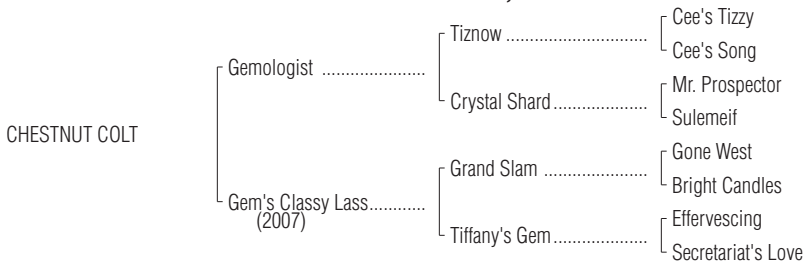 Cee's Tizzy
Tiznow ..............................
Cee's Song
Gemologist ......................
Mr. Prospector
Crystal Shard....................
Sulemeif
CHESTNUT COLT
Gone West
Grand Slam ......................
Bright Candles
Gem's Classy Lass............
(2007)
Effervescing
Tiffany's Gem....................
Secretariat's Love